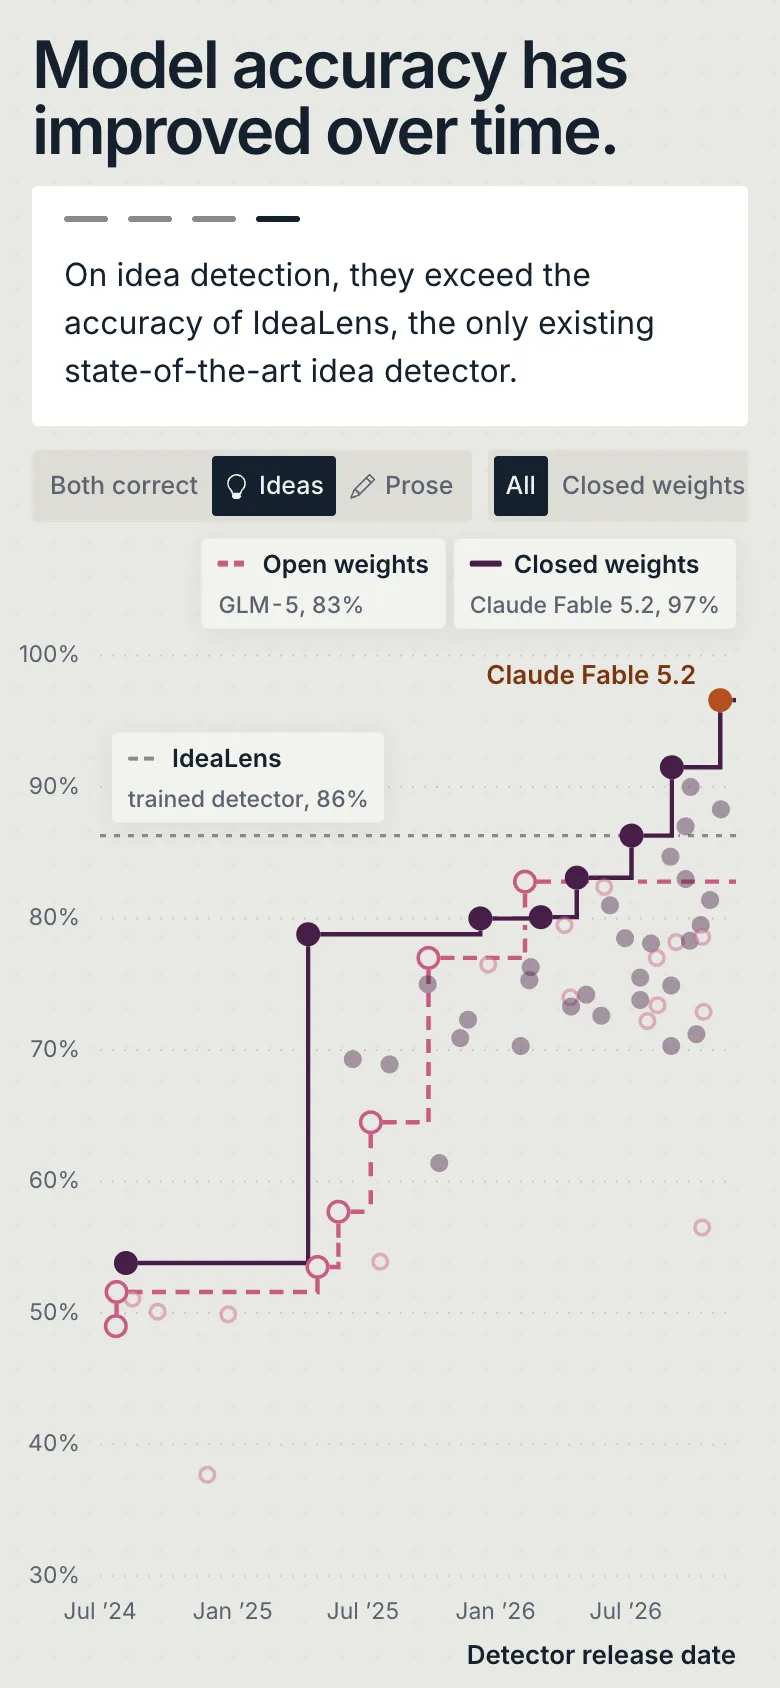 Model accuracy has
improved over time.
On idea detection, they exceed the
accuracy of IdeaLens, the only existing
state-of-the-art idea detector.
Both correct Ideas Prose All Closed weights
Open weights
GLM-5, 83%
Closed weights
Claude Fable 5.2, 97%
100%
Claude Fable 5.2
IdeaLens
trained detector, 86%
90%
80%
70%
60%
50%
40%
30%
Jul ’24 Jan ’25 Jul ’25 Jan ’26 Jul ’26
Detector release date